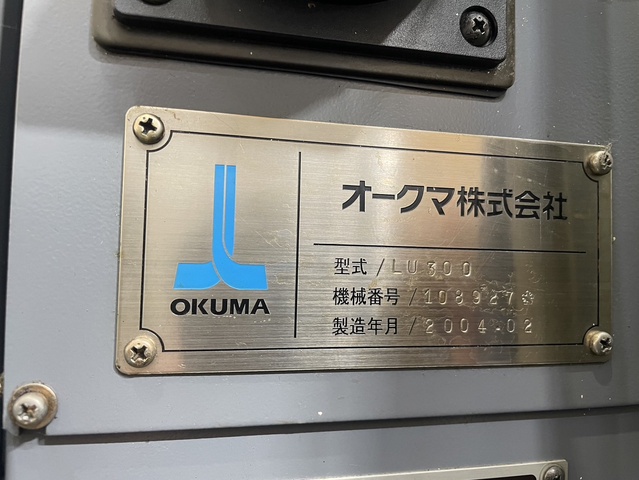 オークマ株式会社
OKUMA
型式/LU300
機械番号/
製造年月/2004-02